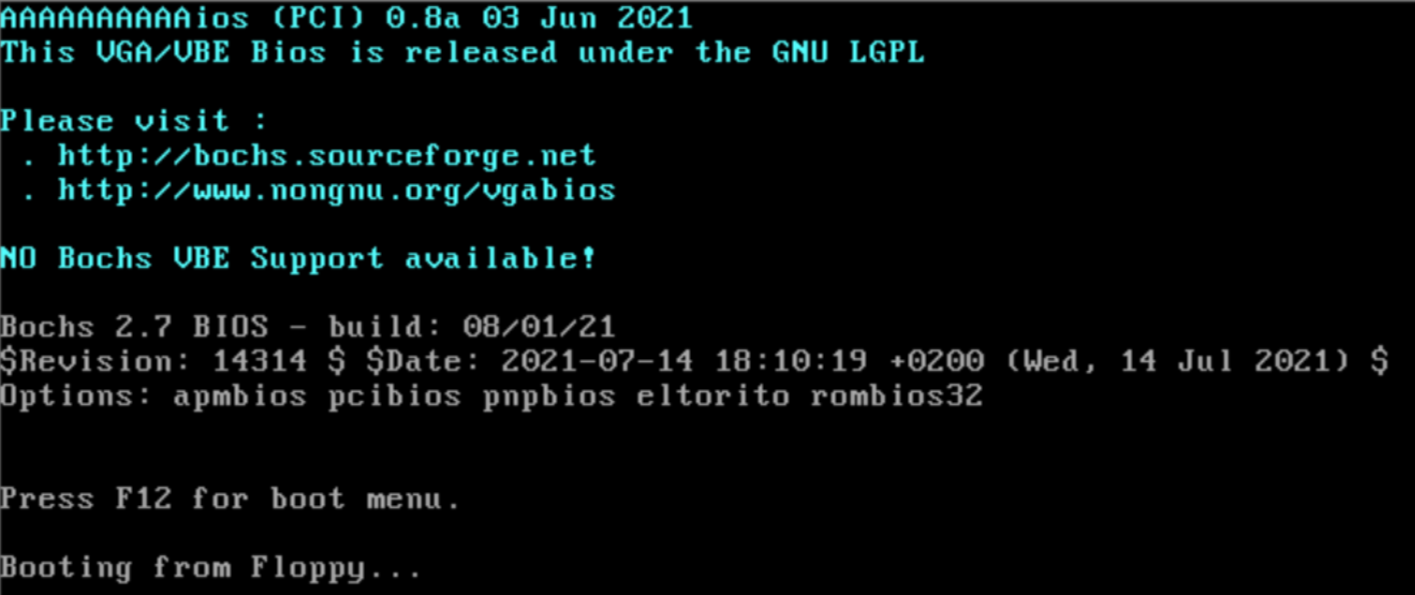 AAAAAAAAAAios (PCI) 0.8a 03 Jun 2021
This VGA/VBE Bios is released under the GNU LGPL
Please visit :
. http://bochs.sourceforge.net
. http://www.nongnu.org/vgabios
NO Bochs VBE Support available!
Bochs 2.7 BIOS - build: 08/01/21
$Revision: 14314 $ $Date: 2021-07-14 18:10:19 +0200 (Wed, 14 Jul 2021) $
Options: apmbios pcibios pnpbios eltorito rombios32
Press F12 for boot menu.
Booting from Floppy...